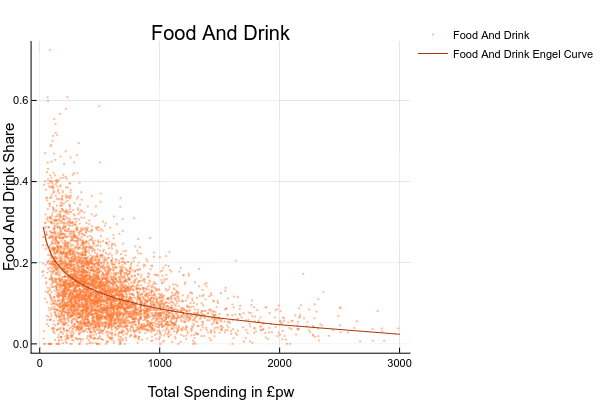 Food And Drink
Food And Drink
Food And Drink Engel Curve
Food And Drink Share
0.6
0.4
0.2
0.0
0
1000
2000
3000
Total Spending in £pw